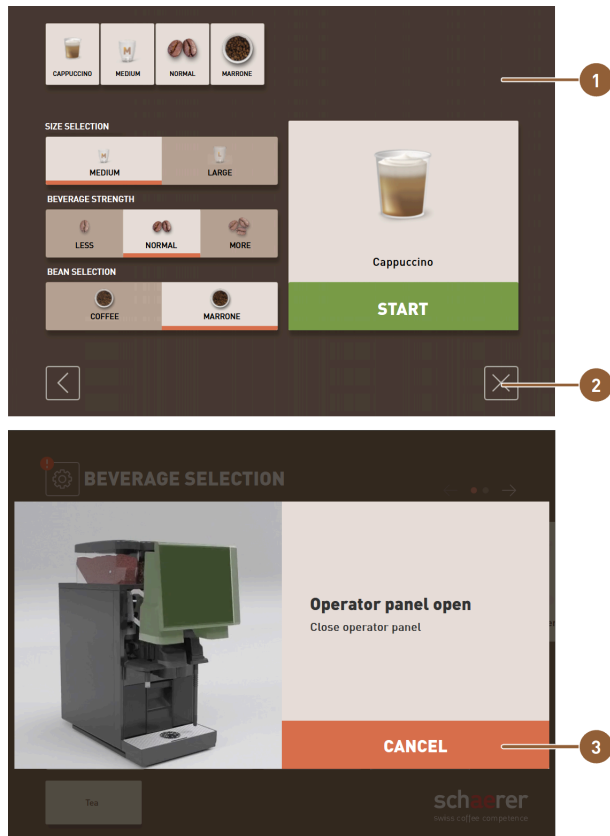 CAPPUCCINO MEDIUM NORMAL MARRONE
1
SIZE SELECTION
MEDIUM LARGE
BEVERAGE STRENGTH
LESS NORMAL MORE
BEAN SELECTION
COFFEE MARRONE
Cappuccino
START
2
BEVERAGE SELECTION
Operator panel open
Close operator panel
CANCEL
3
Tea
schaerer
swiss coffee competence